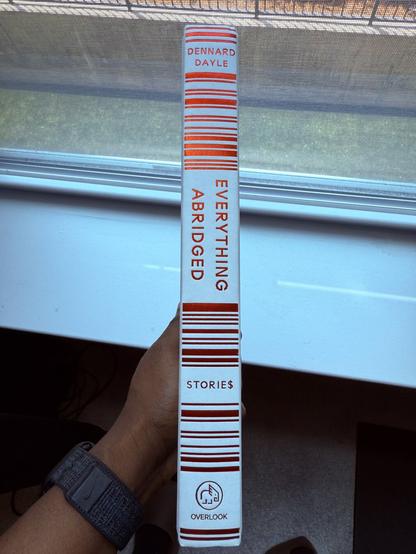 DENNARD
DAYLE
EVERYTHING
ABRIDGED
STORIE$
OVERLOOK